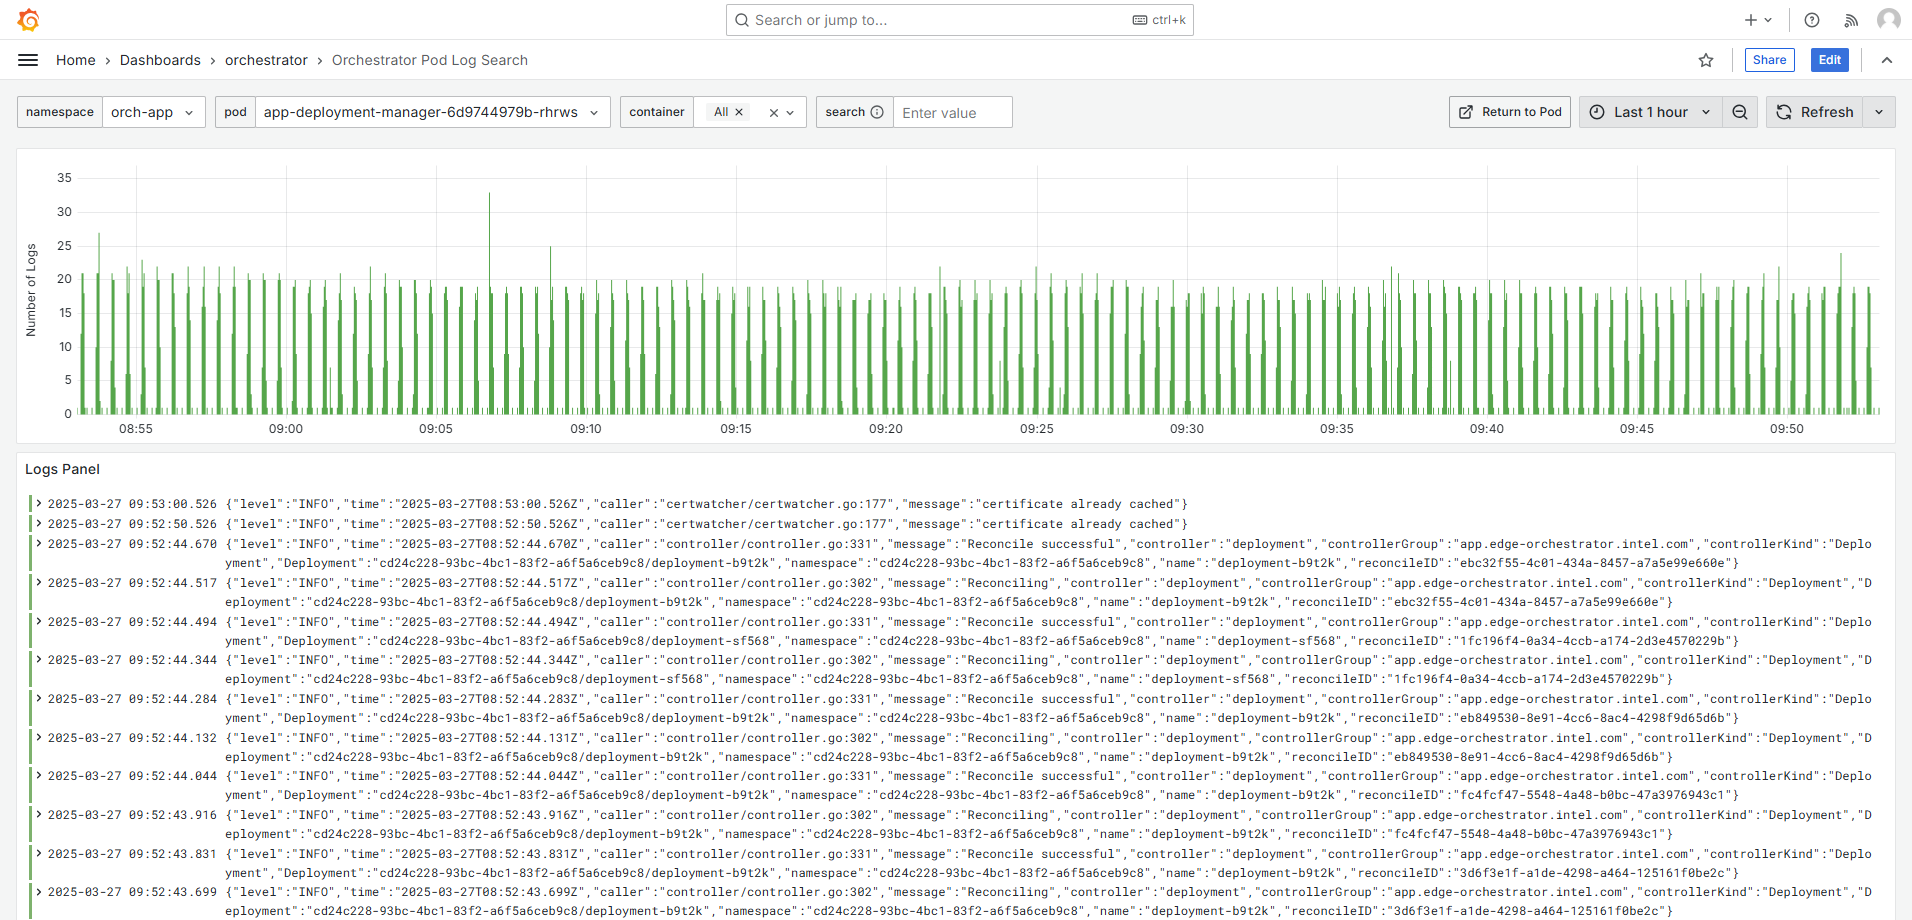 Search or jump to...
ctrl+k
Home › Dashboards › orchestrator › Orchestrator Pod Log Search
Share
Edit
namespace orch-app pod app-deployment-manager-6d9744979b-rhrws container All search Enter value
Return to Pod
Last 1 hour
Refresh
Number of Logs
35
30
25
20
15
10
5
0
08:55 09:00 09:05 09:10 09:15 09:20 09:25 09:30 09:35 09:40 09:45 09:50
Logs Panel
2025-03-27 09:53:00.526 {"level":"INFO","time":"2025-03-27T08:53:00.526Z","caller":"certwatcher/certwatcher.go:177","message":"certificate already cached"}
2025-03-27 09:52:50.526 {"level":"INFO","time":"2025-03-27T08:52:50.526Z","caller":"certwatcher/certwatcher.go:177","message":"certificate already cached"}
2025-03-27 09:52:44.670 {"level":"INFO","time":"2025-03-27T08:52:44.670Z","caller":"controller/controller.go:331","message":"Reconcile successful","controller":"deployment","controllerGroup":"app.edge-orchestrator.intel.com","controllerKind":"Deplo
yment","Deployment":"cd24c228-93bc-4bc1-83f2-a6f5a6ceb9c8/deployment-b9t2k","namespace":"cd24c228-93bc-4bc1-83f2-a6f5a6ceb9c8","name":"deployment-b9t2k","reconcileID":"ebc32f55-4c01-434a-8457-a7a5e99e660e"}
2025-03-27 09:52:44.517 {"level":"INFO","time":"2025-03-27T08:52:44.517Z","caller":"controller/controller.go:302","message":"Reconciling","controller":"deployment","controllerGroup":"app.edge-orchestrator.intel.com","controllerKind":"Deployment","D
eployment":"cd24c228-93bc-4bc1-83f2-a6f5a6ceb9c8/deployment-b9t2k","namespace":"cd24c228-93bc-4bc1-83f2-a6f5a6ceb9c8","name":"deployment-b9t2k","reconcileID":"ebc32f55-4c01-434a-8457-a7a5e99e660e"}
2025-03-27 09:52:44.494 {"level":"INFO","time":"2025-03-27T08:52:44.494Z","caller":"controller/controller.go:331","message":"Reconcile successful","controller":"deployment","controllerGroup":"app.edge-orchestrator.intel.com","controllerKind":"Deplo
yment","Deployment":"cd24c228-93bc-4bc1-83f2-a6f5a6ceb9c8/deployment-sf568","namespace":"cd24c228-93bc-4bc1-83f2-a6f5a6ceb9c8","name":"deployment-sf568","reconcileID":"1fc196f4-0a34-4ccb-a174-2d3e4570229b"}
2025-03-27 09:52:44.344 {"level":"INFO","time":"2025-03-27T08:52:44.344Z","caller":"controller/controller.go:302","message":"Reconciling","controller":"deployment","controllerGroup":"app.edge-orchestrator.intel.com","controllerKind":"Deployment","D
eployment":"cd24c228-93bc-4bc1-83f2-a6f5a6ceb9c8/deployment-sf568","namespace":"cd24c228-93bc-4bc1-83f2-a6f5a6ceb9c8","name":"deployment-sf568","reconcileID":"1fc196f4-0a34-4ccb-a174-2d3e4570229b"}
2025-03-27 09:52:44.284 {"level":"INFO","time":"2025-03-27T08:52:44.283Z","caller":"controller/controller.go:331","message":"Reconcile successful","controller":"deployment","controllerGroup":"app.edge-orchestrator.intel.com","controllerKind":"Deplo
yment","Deployment":"cd24c228-93bc-4bc1-83f2-a6f5a6ceb9c8/deployment-b9t2k","namespace":"cd24c228-93bc-4bc1-83f2-a6f5a6ceb9c8","name":"deployment-b9t2k","reconcileID":"eb849530-8e91-4cc6-8ac4-4298f9d65d6b"}
2025-03-27 09:52:44.132 {"level":"INFO","time":"2025-03-27T08:52:44.131Z","caller":"controller/controller.go:302","message":"Reconciling","controller":"deployment","controllerGroup":"app.edge-orchestrator.intel.com","controllerKind":"Deployment","D
eployment":"cd24c228-93bc-4bc1-83f2-a6f5a6ceb9c8/deployment-b9t2k","namespace":"cd24c228-93bc-4bc1-83f2-a6f5a6ceb9c8","name":"deployment-b9t2k","reconcileID":"eb849530-8e91-4cc6-8ac4-4298f9d65d6b"}
2025-03-27 09:52:44.044 {"level":"INFO","time":"2025-03-27T08:52:44.044Z","caller":"controller/controller.go:331","message":"Reconcile successful","controller":"deployment","controllerGroup":"app.edge-orchestrator.intel.com","controllerKind":"Deplo
yment","Deployment":"cd24c228-93bc-4bc1-83f2-a6f5a6ceb9c8/deployment-b9t2k","namespace":"cd24c228-93bc-4bc1-83f2-a6f5a6ceb9c8","name":"deployment-b9t2k","reconcileID":"fc4fcf47-5548-4a48-b0bc-47a3976943c1"}
2025-03-27 09:52:43.916 {"level":"INFO","time":"2025-03-27T08:52:43.916Z","caller":"controller/controller.go:302","message":"Reconciling","controller":"deployment","controllerGroup":"app.edge-orchestrator.intel.com","controllerKind":"Deployment","D
eployment":"cd24c228-93bc-4bc1-83f2-a6f5a6ceb9c8/deployment-b9t2k","namespace":"cd24c228-93bc-4bc1-83f2-a6f5a6ceb9c8","name":"deployment-b9t2k","reconcileID":"fc4fcf47-5548-4a48-b0bc-47a3976943c1"}
2025-03-27 09:52:43.831 {"level":"INFO","time":"2025-03-27T08:52:43.831Z","caller":"controller/controller.go:331","message":"Reconcile successful","controller":"deployment","controllerGroup":"app.edge-orchestrator.intel.com","controllerKind":"Deplo
yment","Deployment":"cd24c228-93bc-4bc1-83f2-a6f5a6ceb9c8/deployment-b9t2k","namespace":"cd24c228-93bc-4bc1-83f2-a6f5a6ceb9c8","name":"deployment-b9t2k","reconcileID":"3d6f3e1f-a1de-4298-a464-125161f0be2c"}
2025-03-27 09:52:43.699 {"level":"INFO","time":"2025-03-27T08:52:43.699Z","caller":"controller/controller.go:302","message":"Reconciling","controller":"deployment","controllerGroup":"app.edge-orchestrator.intel.com","controllerKind":"Deployment","D
eployment":"cd24c228-93bc-4bc1-83f2-a6f5a6ceb9c8/deployment-b9t2k","namespace":"cd24c228-93bc-4bc1-83f2-a6f5a6ceb9c8","name":"deployment-b9t2k","reconcileID":"3d6f3e1f-a1de-4298-a464-125161f0be2c"}